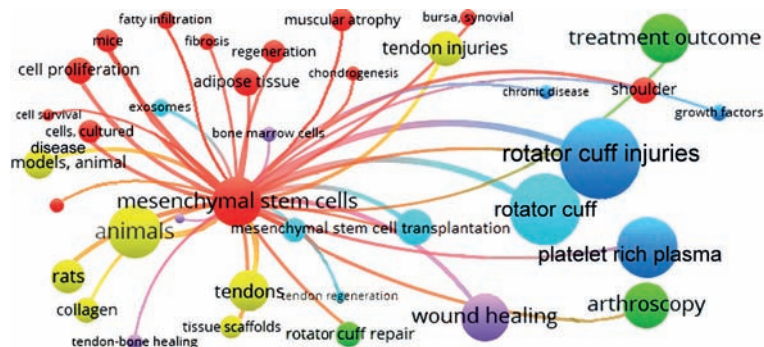 fatty infiltration
bursa, synovial
muscular atrophy
treatment outcome
mice
fibrosis
regeneration
tendon injuries
cell proliferation
adipose tissue
chondrogenesis
chronic disease
shoulder
exosomes
cell survival
growth factors
cells, cultured
bone marrow cells
disease
models, animal
rotator cuff injuries
mesenchymal stem cells
rotator cuff
animals
mesenchymal stem cell transplantation
platelet rich plasma
rats
tendons
tendon regeneration
collagen
wound healing
arthroscopy
tissue scaffolds
rotator cuff repair
tendon-bone healing